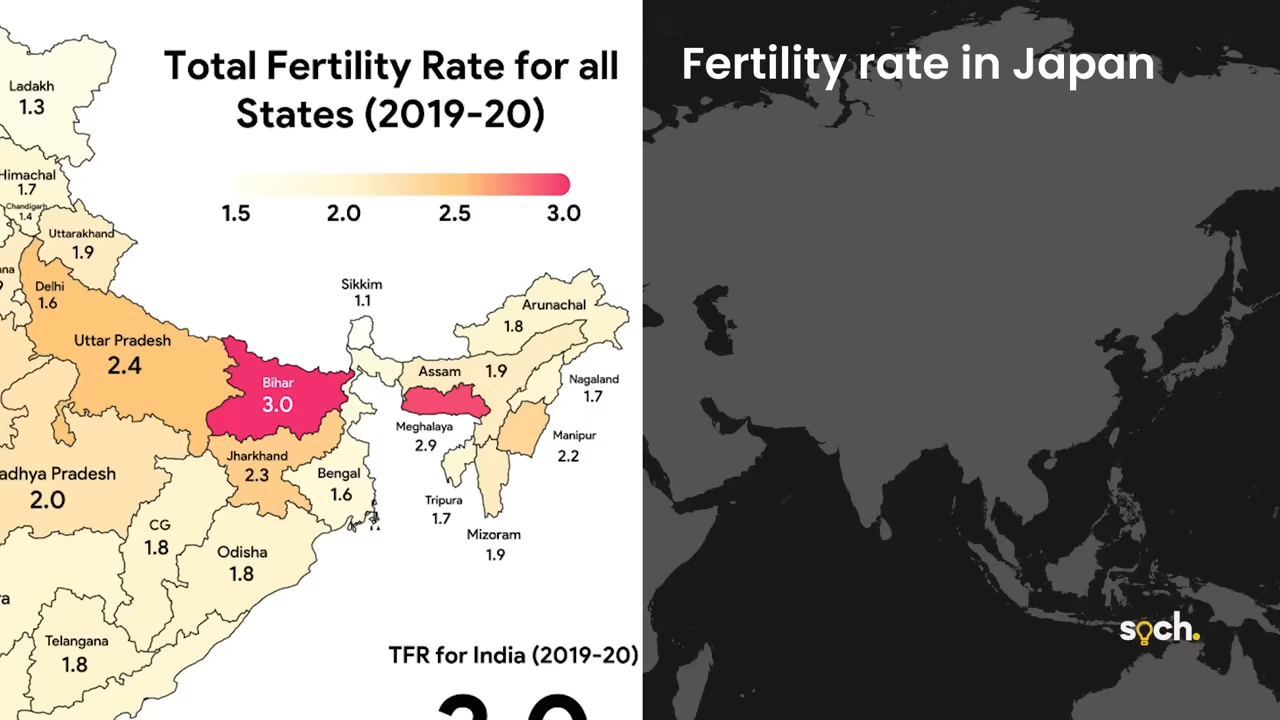 Total Fertility Rate for all
States (2019-20)
1.5 2.0 2.5 3.0
Ladakh
1.3
Himachal
1.7
Chandigarh
1.4
Uttarakhand
1.9
Delhi
1.6
Uttar Pradesh
2.4
Bihar
3.0
Sikkim
1.1
Arunachal
1.8
Assam 1.9
Nagaland
1.7
Meghalaya
2.9
Manipur
2.2
Jharkhand
2.3
Bengal
1.6
Tripura
1.7
Mizoram
1.9
adhya Pradesh
2.0
CG
1.8
Odisha
1.8
Telangana
1.8
TFR for India (2019-20)
Fertility rate in Japan
soch.